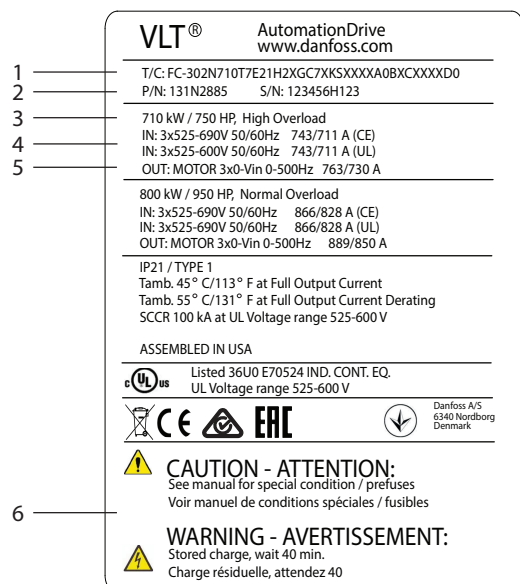 VLT® AutomationDrive
www.danfoss.com
1 T/C: FC-302N710T7E21H2XGC7XKSXXXXA0BXCXXXXD0
2 P/N: 131N2885 S/N: 123456H123
3 710 kW / 750 HP, High Overload
4 IN: 3x525-690V 50/60Hz 743/711 A (CE)
IN: 3x525-600V 50/60Hz 743/711 A (UL)
5 OUT: MOTOR 3x0-Vin 0-500Hz 763/730 A
800 kW / 950 HP, Normal Overload
IN: 3x525-690V 50/60Hz 866/828 A (CE)
IN: 3x525-690V 50/60Hz 866/828 A (UL)
OUT: MOTOR 3x0-Vin 0-500Hz 889/850 A
IP21 / TYPE 1
Tamb. 45° C/113° F at Full Output Current
Tamb. 55° C/131° F at Full Output Current Derating
SCCR 100 kA at UL Voltage range 525-600 V
ASSEMBLED IN USA
c UL us Listed 36U0 E70524 IND. CONT. EQ.
UL Voltage range 525-600 V
CE EAC
Danfoss A/S
6340 Nordborg
Denmark
CAUTION - ATTENTION:
See manual for special condition / prefuses
Voir manuel de conditions spéciales / fusibles
6
WARNING - AVERTISSEMENT:
Stored charge, wait 40 min.
Charge résiduelle, attendez 40